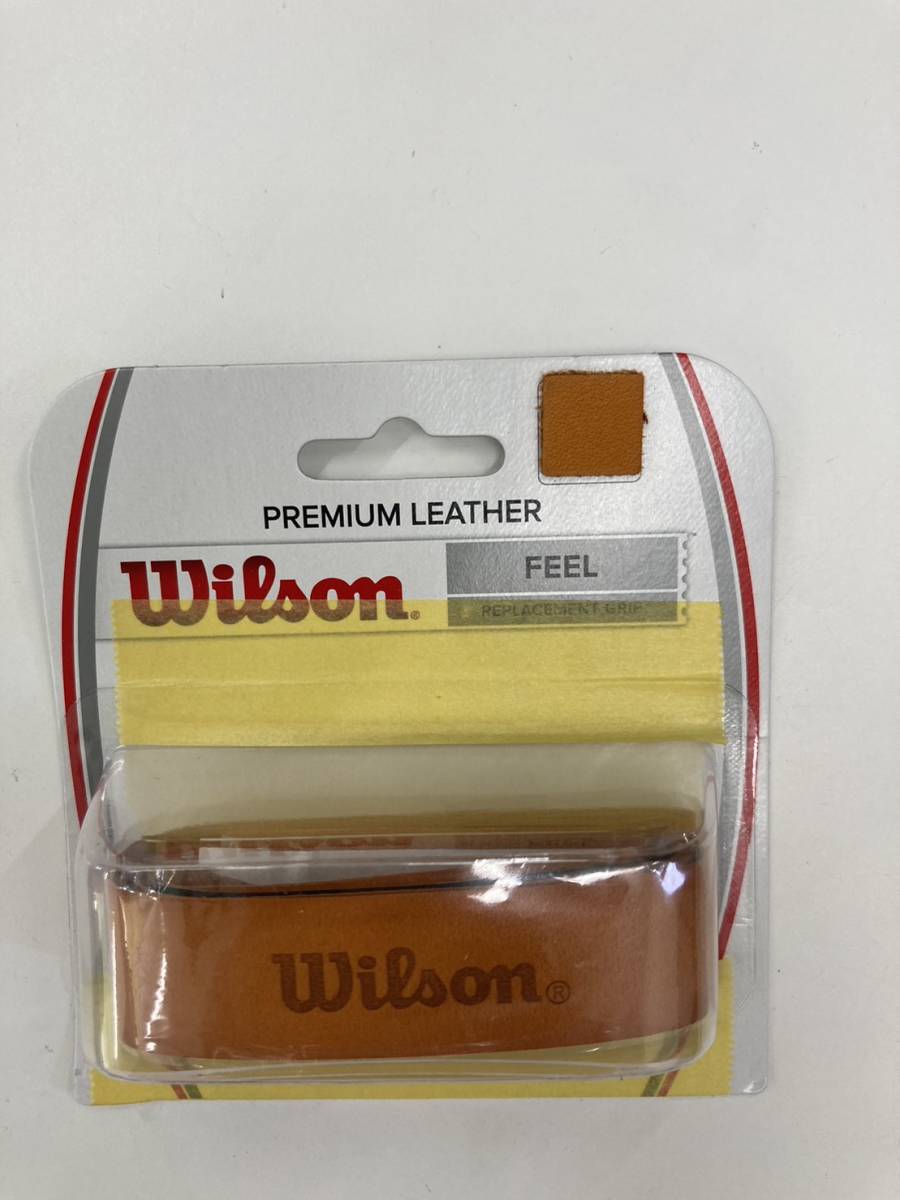 PREMIUM LEATHER
Wilson®
FEEL
REPLACEMENT GRIP
Wilson®